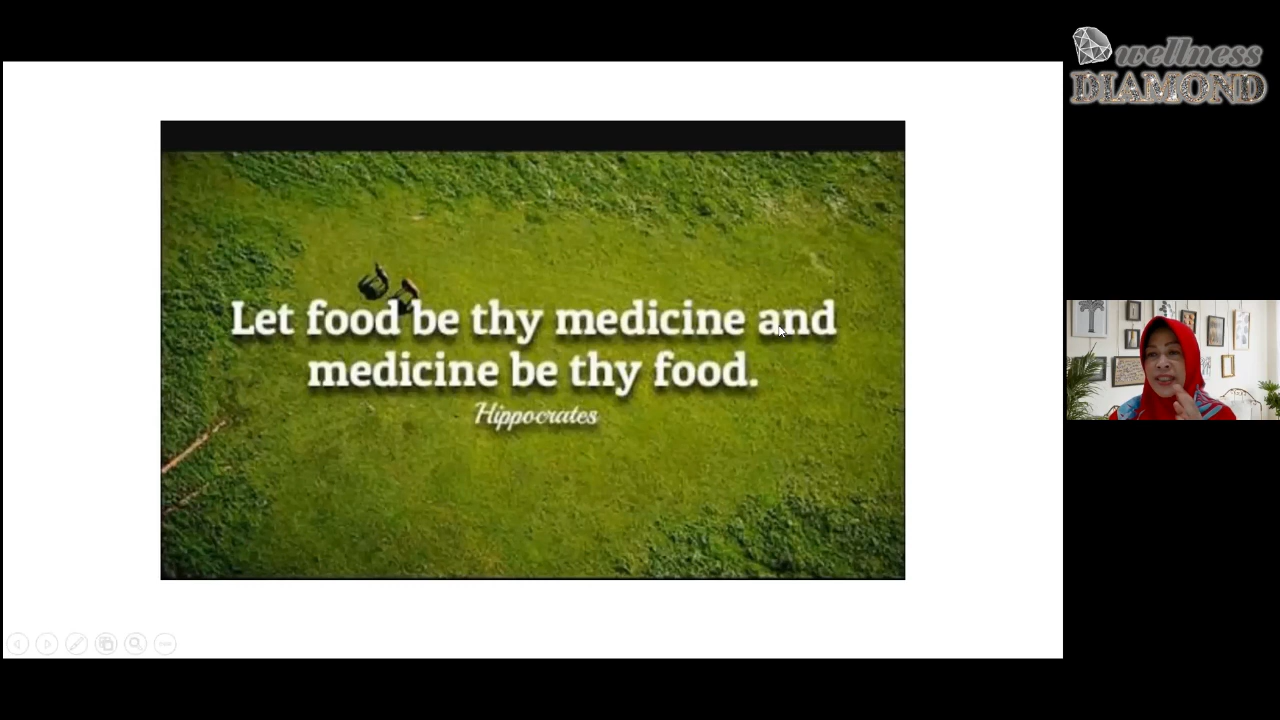 wellness
DIAMOND
Let food be thy medicine and
medicine be thy food.
Hippocrates